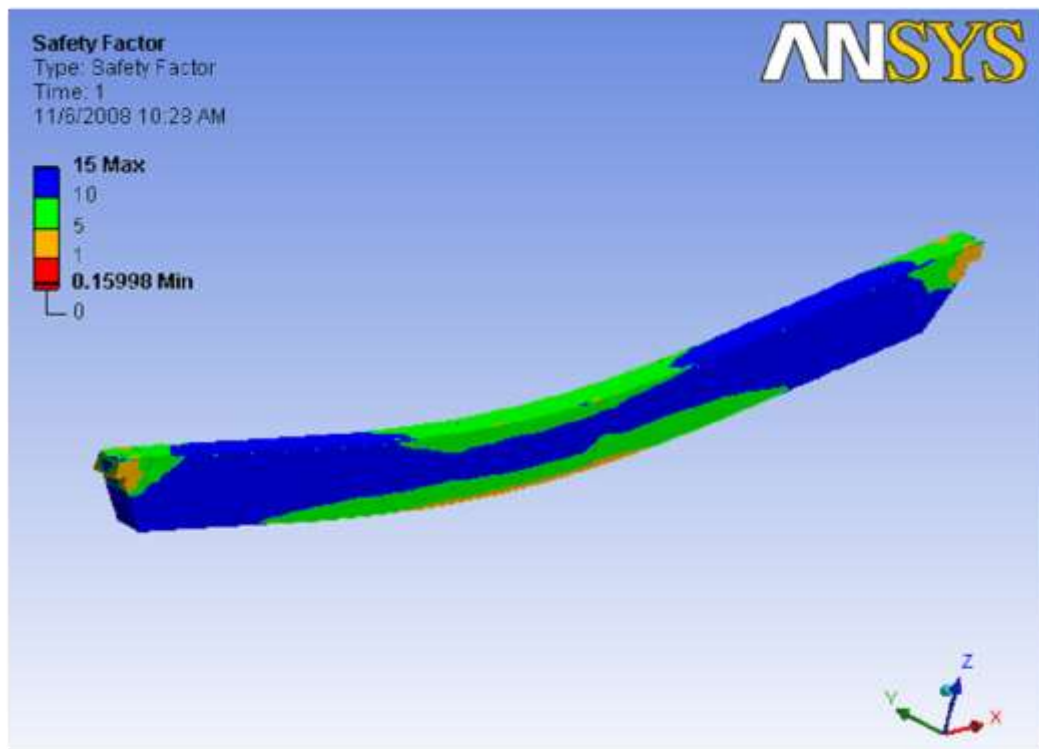 Safety Factor
Type: Safety Factor
Time: 1
11/6/2008 10:29 AM
ANSYS
15 Max
10
5
1
0.15998 Min
0
Z
Y
X